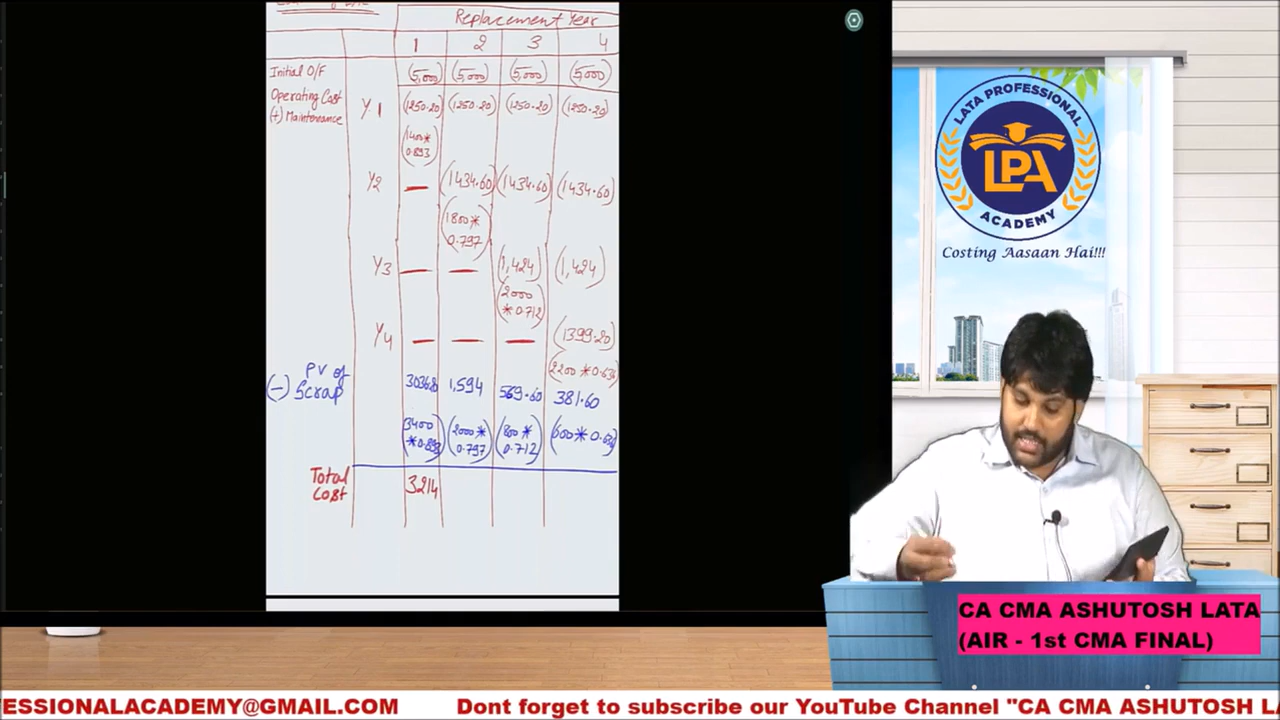 Replacement Year
1 2 3 4
Initial O/F (5,000) (5,000) (5,000) (5,000)
Operating Cost Y1 (1250.20) (1250.20) (1250.20) (1250.20)
(+) Maintenance
(1400*
0.893)
Y2 — (1434.60) (1434.60) (1434.60)
(1800*
0.797)
Y3 — — (1,424) (1,424)
(2000
*0.712)
Y4 — — — (1399.20)
(2200*0.636)
PV of
(-) Scrap 1,594 569.60 381.60
(3400 (2000* (800* (600*0.636)
*0.893) 0.797) 0.712)
Total
Cost 3214
LATA PROFESSIONAL
LPA
ACADEMY
Costing Aasaan Hai!!!
CA CMA ASHUTOSH LATA
(AIR - 1st CMA FINAL)
FESSIONALACADEMY@GMAIL.COM Dont forget to subscribe our YouTube Channel "CA CMA ASHUTOSH